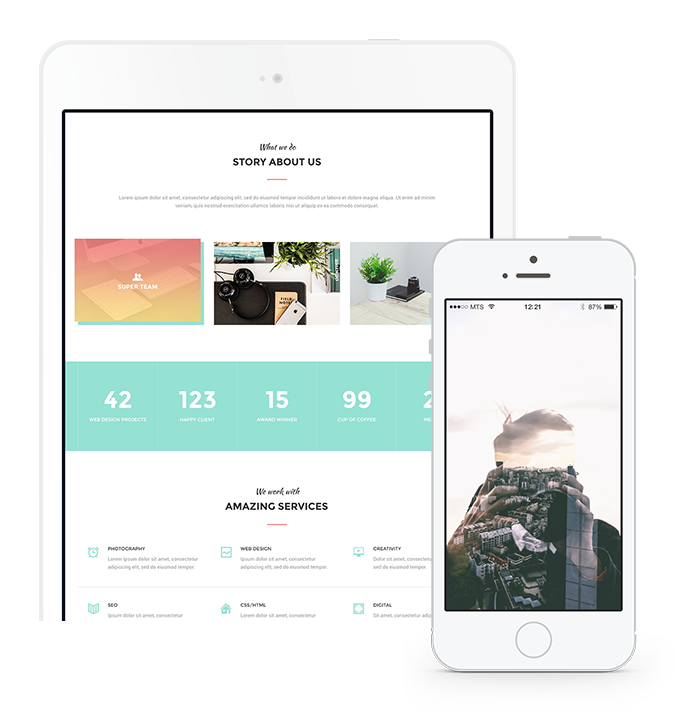 What we do
STORY ABOUT US
Lorem ipsum dolor sit amet, consectetur adipiscing elit, sed do eiusmod tempor incididunt ut labore et dolore magna aliqua. Ut enim ad minim
veniam, quis nostrud exercitation ullamco laboris nisi ut aliquip ex ea commodo consequat.
SUPER TEAM
FIELD NOTES
42
WEB DESIGN PROJECTS
123
HAPPY CLIENT
15
AWARD WINNER
99
CUP OF COFFEE
2
ME
We work with
AMAZING SERVICES
PHOTOGRAPHY
Lorem ipsum dolor sit amet, consectetur
adipiscing elit, sed do eiusmod tempor.
WEB DESIGN
Lorem ipsum dolor sit amet, consectetur
adipiscing elit, sed do eiusmod tempor.
CREATIVITY
Lorem ipsum dolor sit
adipiscing elit, sed do
SEO
Ipsum dolor sit amet, consectetur
CSS/HTML
Lorem ipsum dolor sit amet, consectetur
DIGITAL
Sit amet, consectetur
MTS 12:21 87%